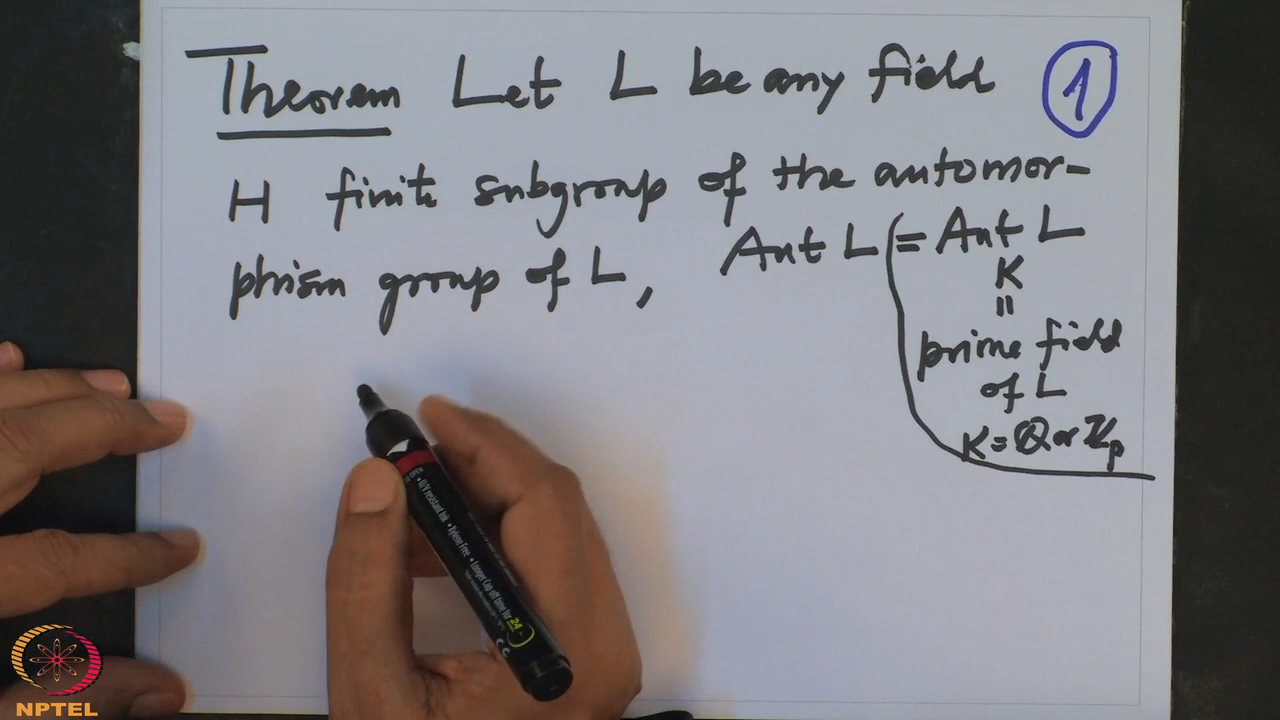 Theorem Let L be any field
1
H finite subgroup of the automor-
phism group of L, Aut L = Aut L
K
=
prime field
of L
K = ℚ or ℤp
24
NPTEL